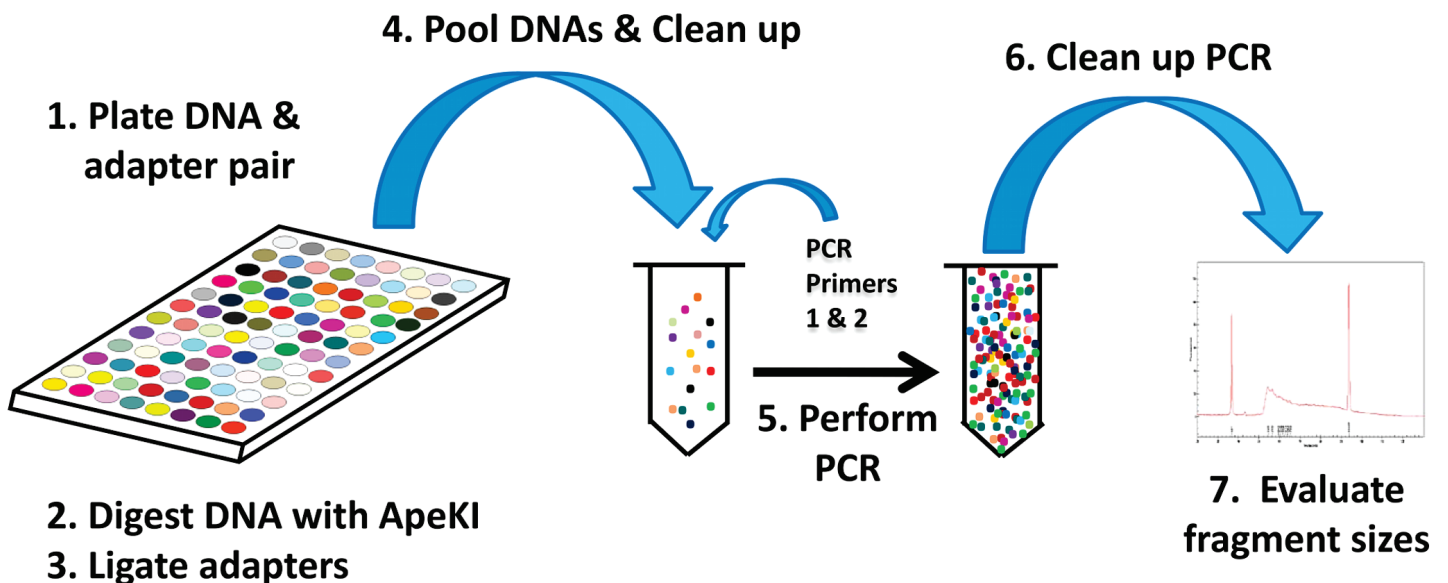 4. Pool DNAs & Clean up
6. Clean up PCR
1. Plate DNA &
adapter pair
PCR
Primers
1 & 2
5. Perform
PCR
7. Evaluate
fragment sizes
2. Digest DNA with ApeKI
3. Ligate adapters